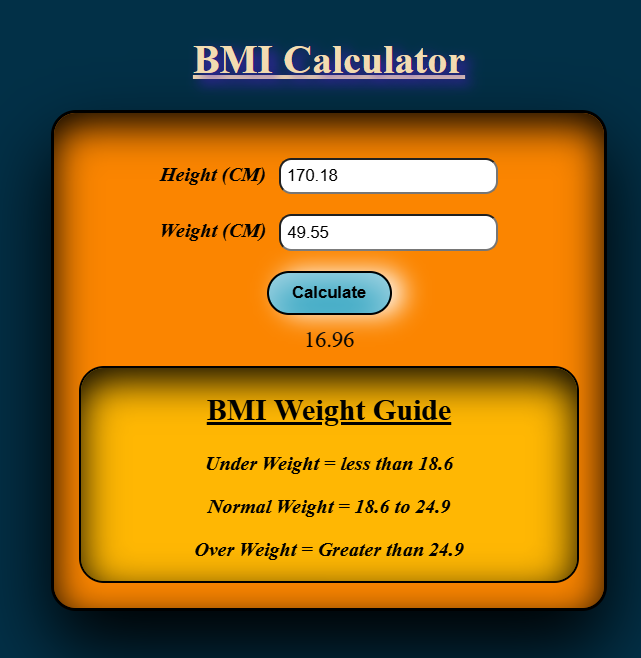 BMI Calculator
Height (CM) 170.18
Weight (CM) 49.55
Calculate
16.96
BMI Weight Guide
Under Weight = less than 18.6
Normal Weight = 18.6 to 24.9
Over Weight = Greater than 24.9